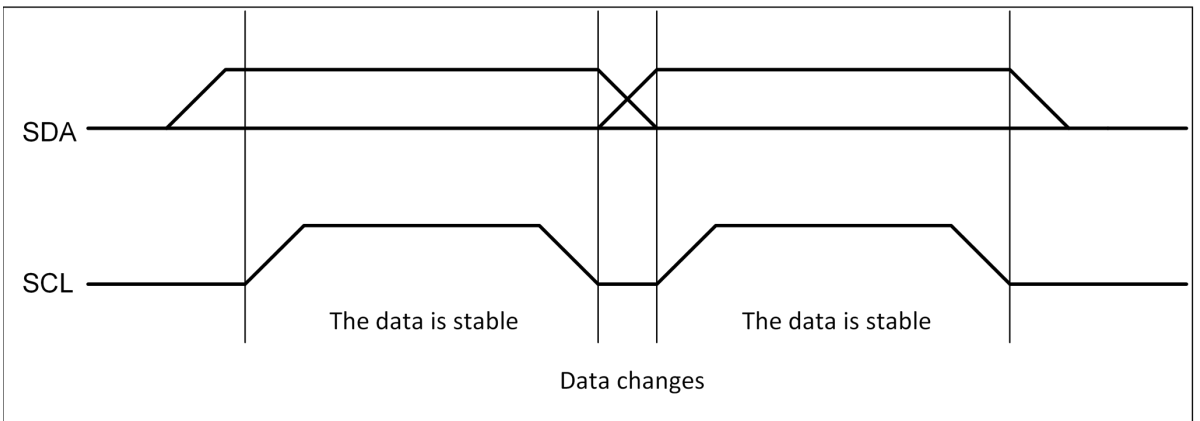 SDA
SCL
The data is stable
The data is stable
Data changes